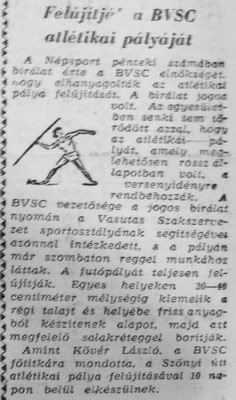 Felújítják a BVSC
atlétikai pályáját
A Népsport pénteki számában
bírálat érte a BVSC elnökségét,
hogy elhanyagolták az atlétikai
pálya felújítását. A bírálat jogos
volt. Az egyesület-
ben senki sem tö-
rődött azzal, hogy
az atlétikai pá-
lyát, amely meg-
lehetősen rossz ál-
lapotban volt, a
versenyidényre
rendbehozzák. A
BVSC vezetősége a jogos bírálat
nyomán a Vasutas Szakszerve-
zet sportosztályának segítségével
azonnal intézkedett, s a pályán
már szombaton reggel munkához
láttak. A futópályát teljesen fel-
újítják. Egyes helyeken 30—40
centiméter mélységig kiemelik a
régi talajt és helyébe friss anyag-
ból készítenek alapot, majd azt
megfelelő salakréteggel borítják.
Amint Kövér László, a BVSC
főtitkára mondotta, a Szőnyi úti
atlétikai pálya felújításával 10 na-
pon belül elkészülnek.